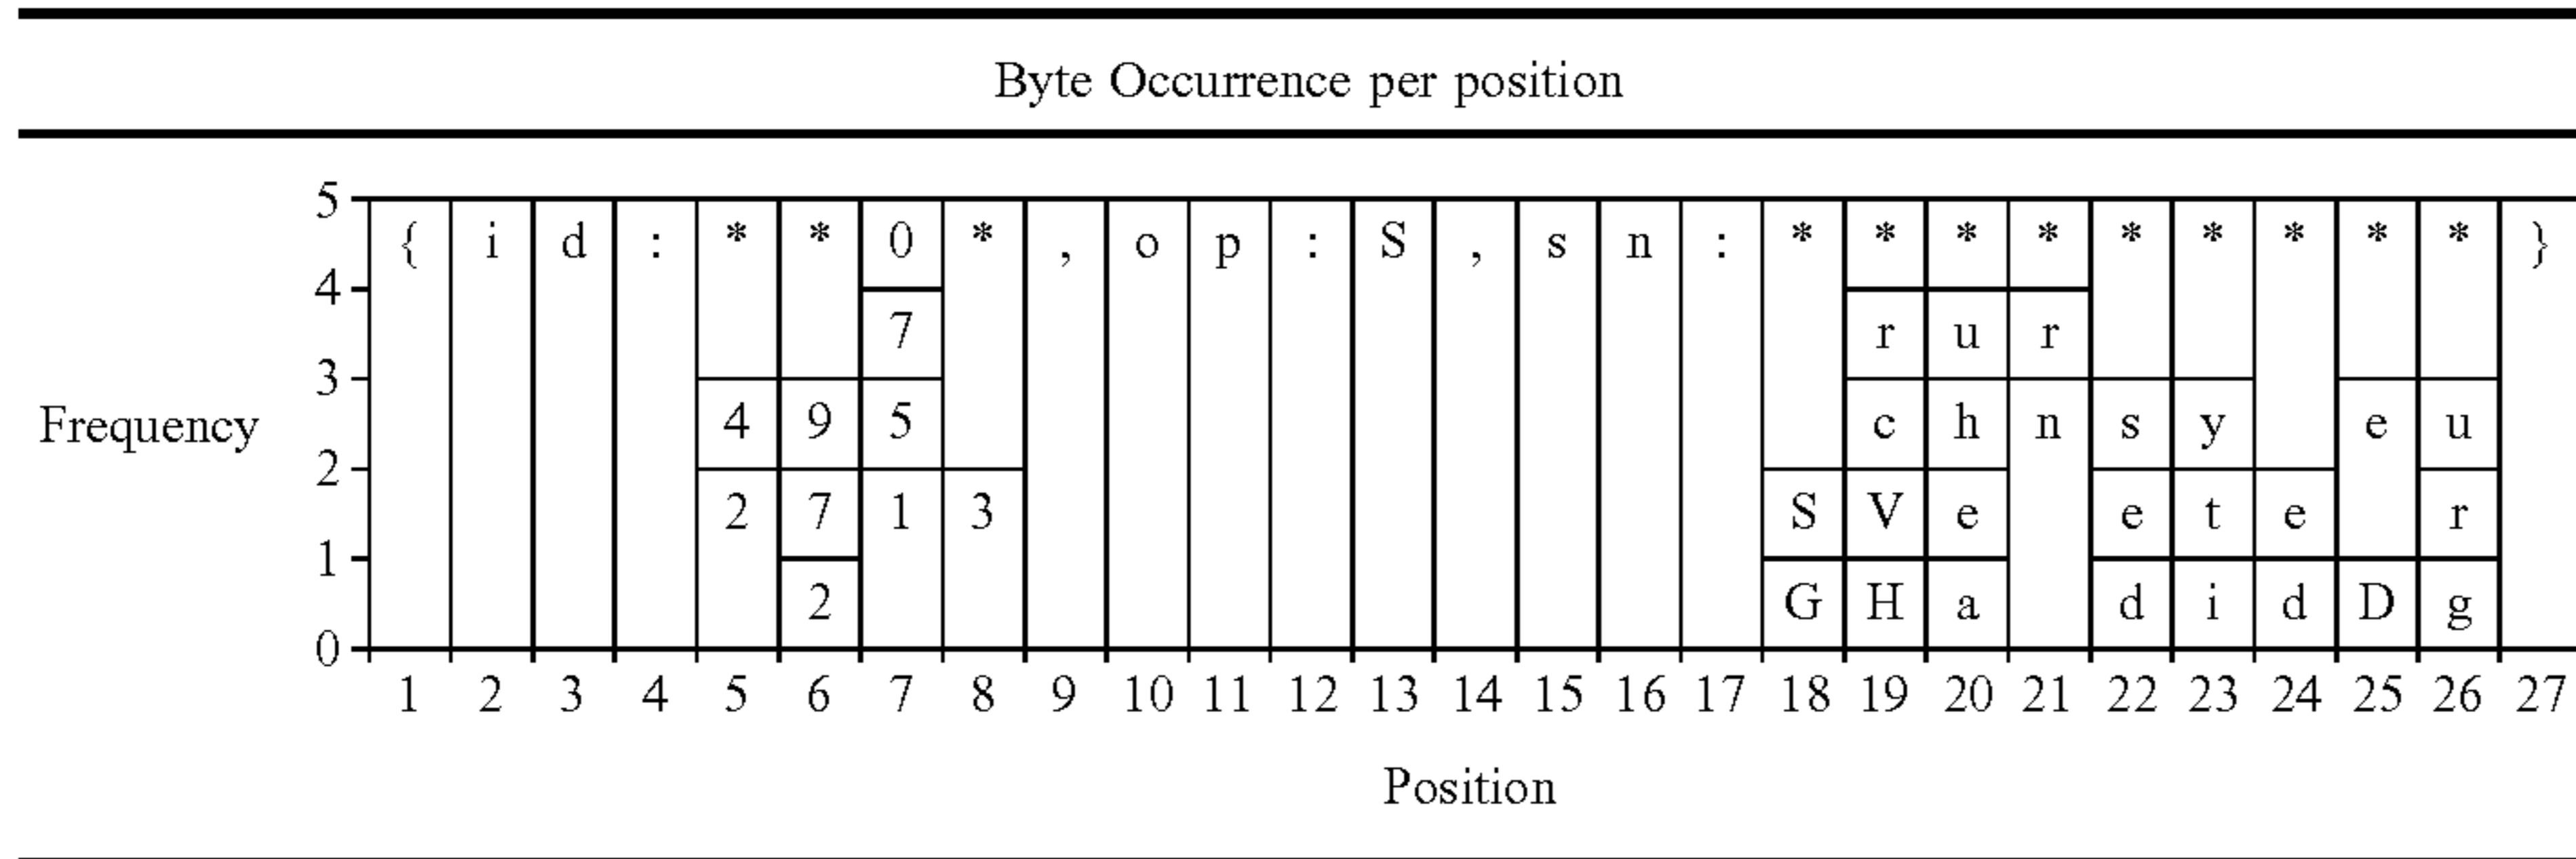 Byte Occurrence per position
5 { i d : * * 0 * , o p : S , s n : * * * * * * * * * }
4 7 r u r
3 4 9 5 c h n s y e u
Frequency
2 2 7 1 3 S V e e t e r
1 2 G H a d i d D g
0
1 2 3 4 5 6 7 8 9 10 11 12 13 14 15 16 17 18 19 20 21 22 23 24 25 26 27
Position